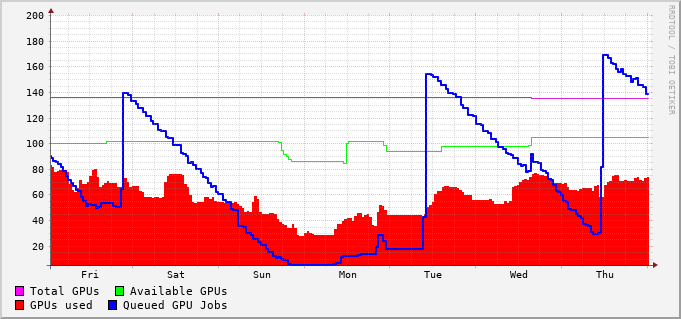 200
180
160
140
120
100
80
60
40
20
Fri Sat Sun Mon Tue Wed Thu
Total GPUs Available GPUs
GPUs used Queued GPU Jobs
RRDTOOL / TOBI OETIKER